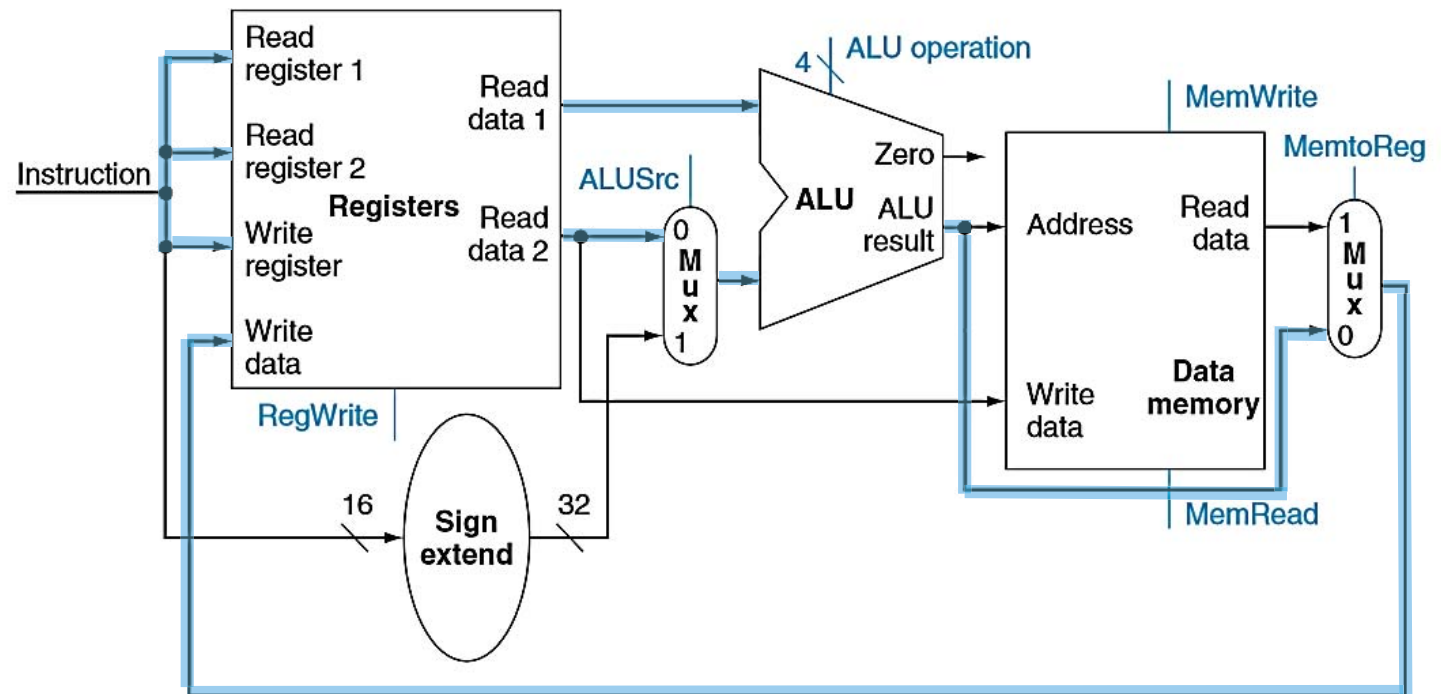 Instruction
Read
register 1
Read
register 2
Registers
Write
register
Write
data
Read
data 1
Read
data 2
RegWrite
16
Sign
extend
32
ALUSrc
0
M
u
x
1
4
ALU operation
Zero
ALU
ALU
result
MemWrite
Address
Read
data
Write
data
Data
memory
MemRead
MemtoReg
1
M
u
x
0